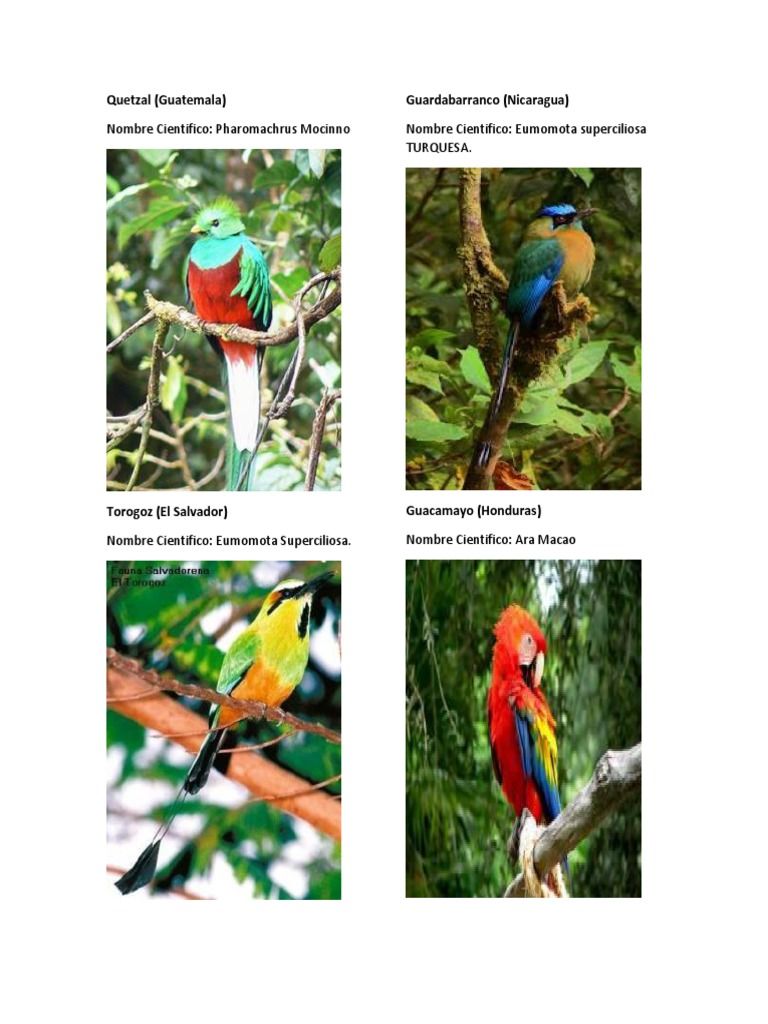 Quetzal (Guatemala)
Nombre Cientifico: Pharomachrus Mocinno
Guardabarranco (Nicaragua)
Nombre Cientifico: Eumomota superciliosa
TURQUESA.
Torogoz (El Salvador)
Nombre Cientifico: Eumomota Superciliosa.
Fauna Salvadorena
El Torogoz
Guacamayo (Honduras)
Nombre Cientifico: Ara Macao